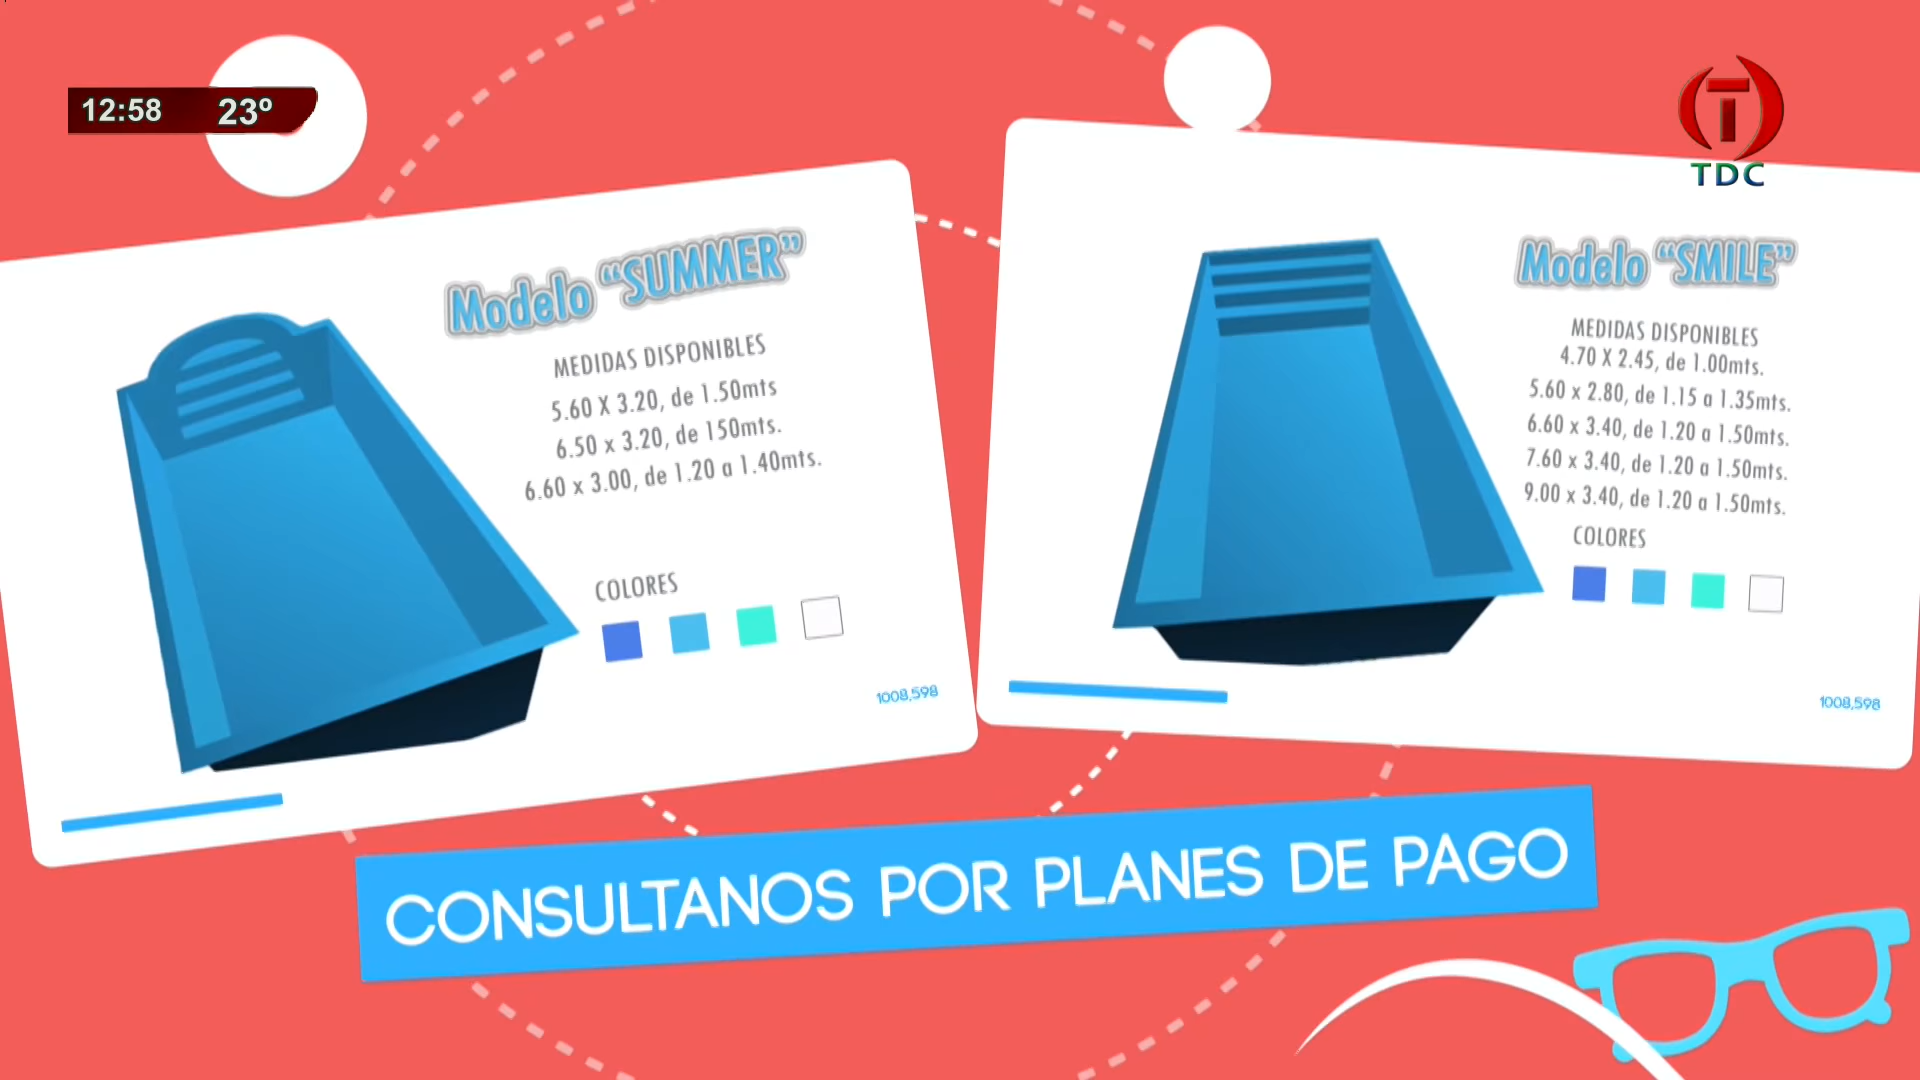 12:58 23º
T
TDC
Modelo “SUMMER”
MEDIDAS DISPONIBLES
5.60 X 3.20, de 1.50mts
6.50 x 3.20, de 150mts.
6.60 x 3.00, de 1.20 a 1.40mts.
COLORES
1008,598
Modelo “SMILE”
MEDIDAS DISPONIBLES
4.70 X 2.45, de 1.00mts.
5.60 x 2.80, de 1.15 a 1.35mts.
6.60 x 3.40, de 1.20 a 1.50mts.
7.60 x 3.40, de 1.20 a 1.50mts.
9.00 x 3.40, de 1.20 a 1.50mts.
COLORES
1008,598
CONSULTANOS POR PLANES DE PAGO